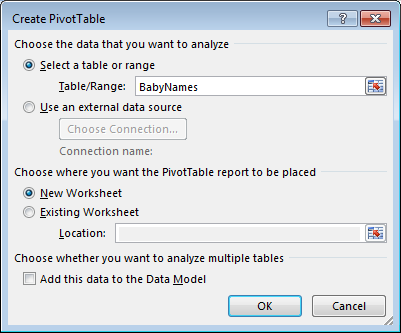 Create PivotTable
Choose the data that you want to analyze
Select a table or range
Table/Range: BabyNames
Use an external data source
Choose Connection...
Connection name:
Choose where you want the PivotTable report to be placed
New Worksheet
Existing Worksheet
Location:
Choose whether you want to analyze multiple tables
Add this data to the Data Model
OK Cancel